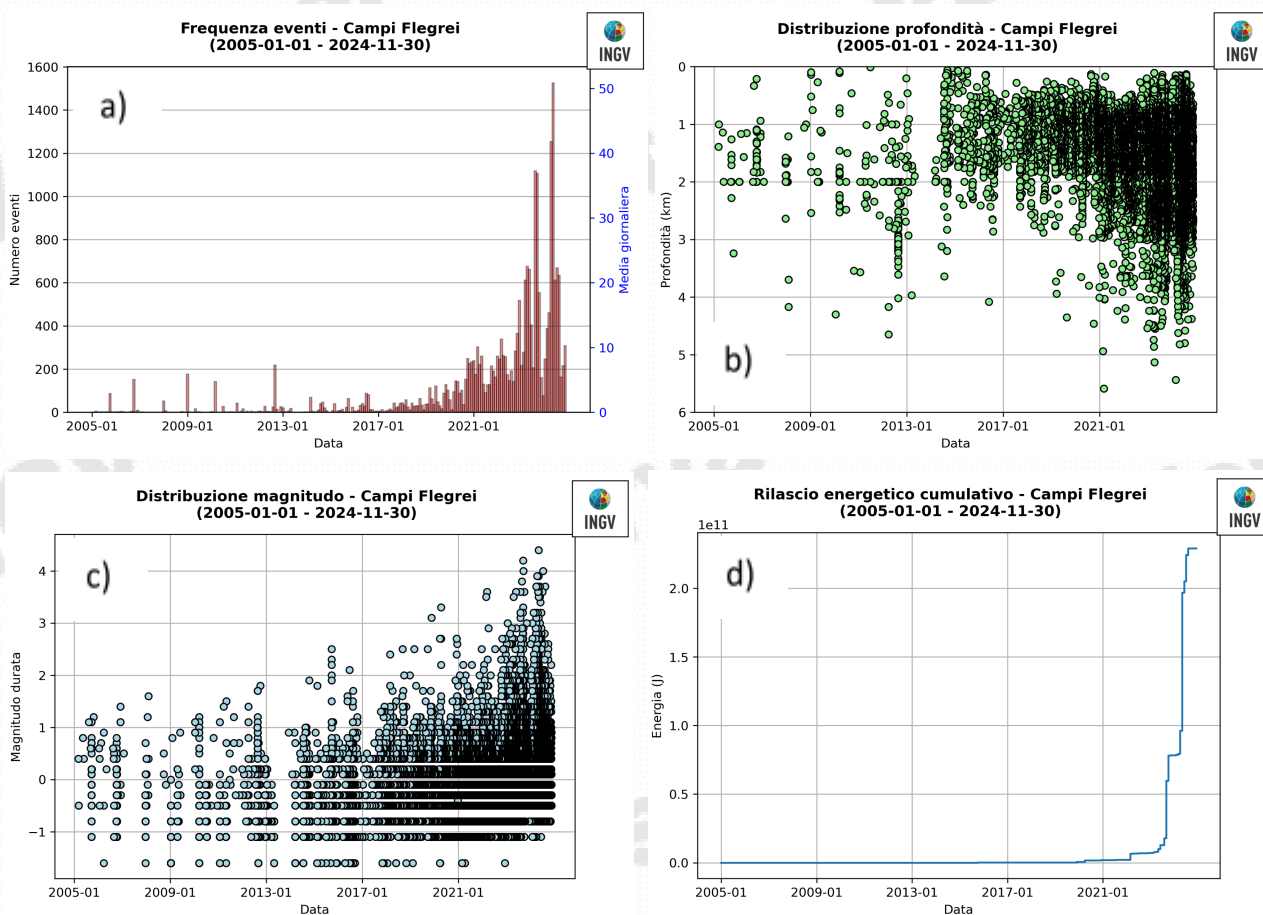 Frequenza eventi - Campi Flegrei
(2005-01-01 - 2024-11-30)
INGV
a)
1600
1400
1200
1000
800
600
400
200
0
Numero eventi
50
40
30
20
10
0
Media giornaliera
2005-01
2009-01
2013-01
2017-01
2021-01
Data
Distribuzione profondità - Campi Flegrei
(2005-01-01 - 2024-11-30)
INGV
b)
0
1
2
3
4
5
6
Profondità (km)
2005-01
2009-01
2013-01
2017-01
2021-01
Data
Distribuzione magnitudo - Campi Flegrei
(2005-01-01 - 2024-11-30)
INGV
c)
4
3
2
1
0
−1
Magnitudo durata
2005-01
2009-01
2013-01
2017-01
2021-01
Data
Rilascio energetico cumulativo - Campi Flegrei
(2005-01-01 - 2024-11-30)
INGV
1e11
d)
2.0
1.5
1.0
0.5
0.0
Energia (J)
2005-01
2009-01
2013-01
2017-01
2021-01
Data